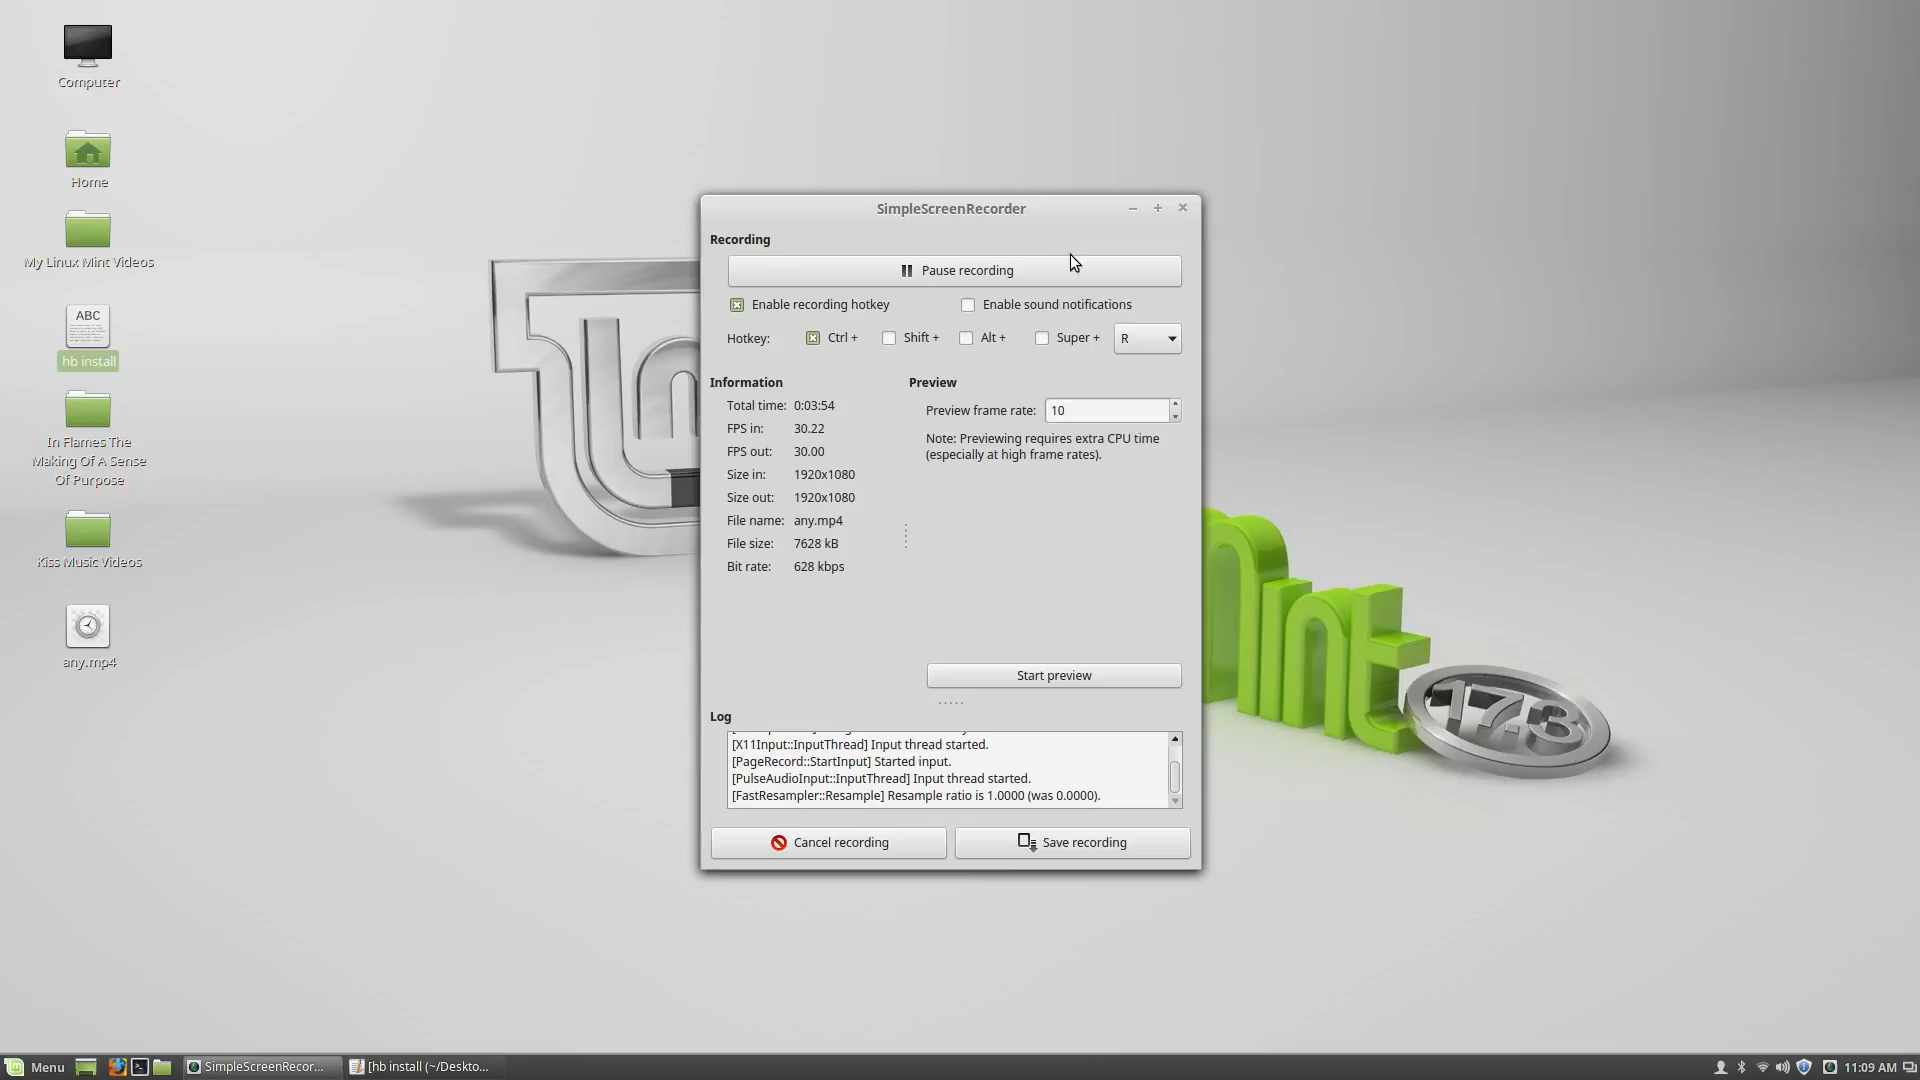 Computer
Home
My Linux Mint Videos
ABC
hb install
In Flames The
Making Of A Sense
Of Purpose
Kiss Music Videos
any.mp4
SimpleScreenRecorder
Recording
Pause recording
Enable recording hotkey
Enable sound notifications
Hotkey:
Ctrl +
Shift +
Alt +
Super +
R
Information
Total time: 0:03:54
FPS in: 30.22
FPS out: 30.00
Size in: 1920x1080
Size out: 1920x1080
File name: any.mp4
File size: 7628 kB
Bit rate: 628 kbps
Preview
Preview frame rate: 10
Note: Previewing requires extra CPU time
(especially at high frame rates).
Start preview
Log
[X11Input::InputThread] Input thread started.
[PageRecord::StartInput] Started input.
[PulseAudioInput::InputThread] Input thread started.
[FastResampler::Resample] Resample ratio is 1.0000 (was 0.0000).
Cancel recording
Save recording
Mint
17.3
Menu
SimpleScreenRecor...
[hb install (~/Deskto...
11:09 AM